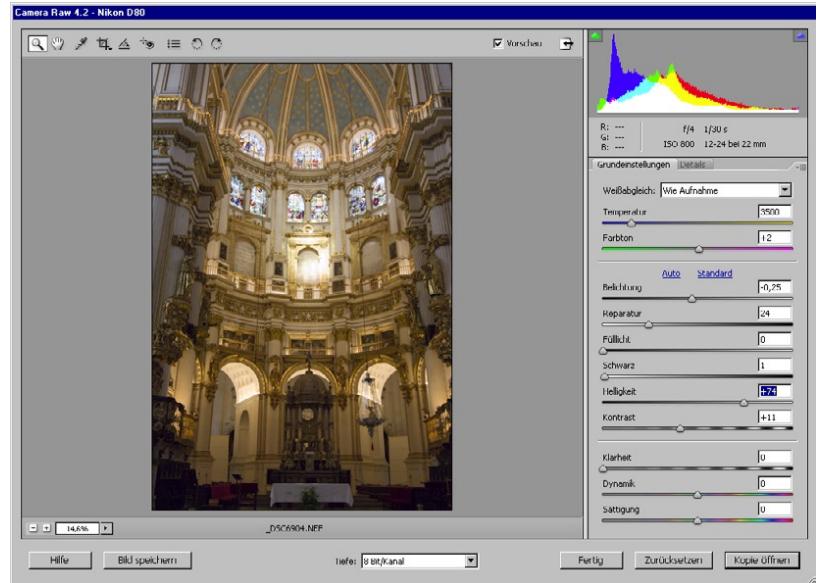 Camera Raw 4.2 - Nikon D80
Vorschau
R: ---
G: ---
B: ---
f/4 1/30 s
ISO 800 12-24 bei 22 mm
Grundeinstellungen Details
Weißabgleich: Wie Aufnahme
Temperatur 3500
Farbton +2
Auto Standard
Belichtung -0,25
Reparatur 24
Fülllicht 0
Schwarz 1
Helligkeit +74
Kontrast +11
Klarheit 0
Dynamik 0
Sättigung 0
14,6% _DSC6904.NEF
Hilfe Bild speichern Tiefe: 8 Bit/Kanal Fertig Zurücksetzen Kopie öffnen